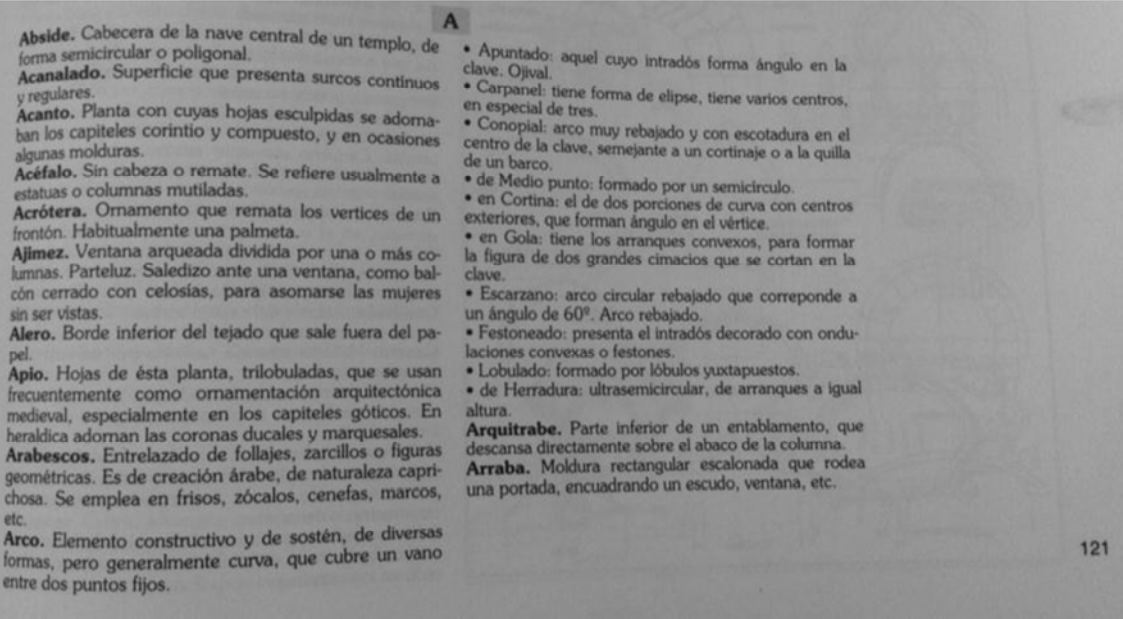 A
Abside. Cabecera de la nave central de un templo, de
forma semicircular o poligonal.
Acanalado. Superficie que presenta surcos continuos
y regulares.
Acanto. Planta con cuyas hojas esculpidas se adorna-
ban los capiteles corintio y compuesto, y en ocasiones
algunas molduras.
Acéfalo. Sin cabeza o remate. Se refiere usualmente a
estatuas o columnas mutiladas.
Acrótera. Ornamento que remata los vertices de un
frontón. Habitualmente una palmeta.
Ajimez. Ventana arqueada dividida por una o más co-
lumnas. Parteluz. Saledizo ante una ventana, como bal-
cón cerrado con celosías, para asomarse las mujeres
sin ser vistas.
Alero. Borde inferior del tejado que sale fuera del pa-
pel.
Apio. Hojas de ésta planta, trilobuladas, que se usan
frecuentemente como ornamentación arquitectónica
medieval, especialmente en los capiteles góticos. En
heraldica adornan las coronas ducales y marquesales.
Arabescos. Entrelazado de follajes, zarcillos o figuras
geométricas. Es de creación árabe, de naturaleza capri-
chosa. Se emplea en frisos, zócalos, cenefas, marcos,
etc.
Arco. Elemento constructivo y de sostén, de diversas
formas, pero generalmente curva, que cubre un vano
entre dos puntos fijos.
• Apuntado: aquel cuyo intradós forma ángulo en la
clave. Ojival.
• Carpanel: tiene forma de elipse, tiene varios centros,
en especial de tres.
• Conopial: arco muy rebajado y con escotadura en el
centro de la clave, semejante a un cortinaje o a la quilla
de un barco.
• de Medio punto: formado por un semicírculo.
• en Cortina: el de dos porciones de curva con centros
exteriores, que forman ángulo en el vértice.
• en Gola: tiene los arranques convexos, para formar
la figura de dos grandes cimacios que se cortan en la
clave.
• Escarzano: arco circular rebajado que correponde a
un ángulo de 60º. Arco rebajado.
• Festoneado: presenta el intradós decorado con ondu-
laciones convexas o festones.
• Lobulado: formado por lóbulos yuxtapuestos.
• de Herradura: ultrasemicircular, de arranques a igual
altura.
Arquitrabe. Parte inferior de un entablamento, que
descansa directamente sobre el abaco de la columna.
Arraba. Moldura rectangular escalonada que rodea
una portada, encuadrando un escudo, ventana, etc.
121